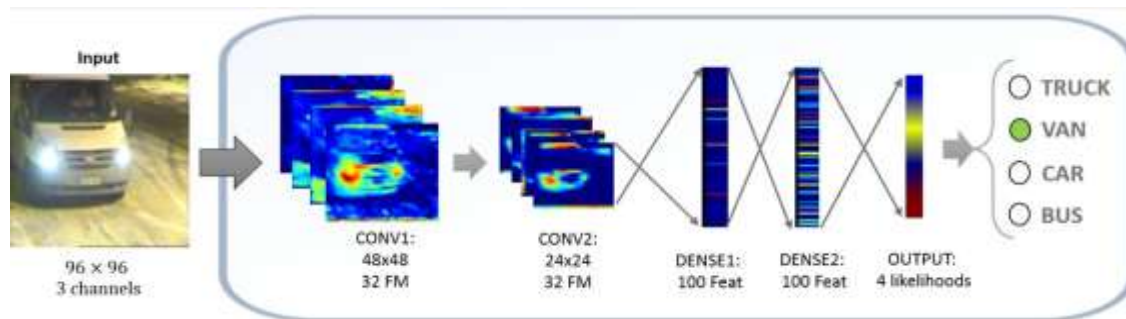 Input
96 × 96
3 channels
CONV1:
48x48
32 FM
CONV2:
24x24
32 FM
DENSE1:
100 Feat
DENSE2:
100 Feat
OUTPUT:
4 likelihoods
TRUCK
VAN
CAR
BUS